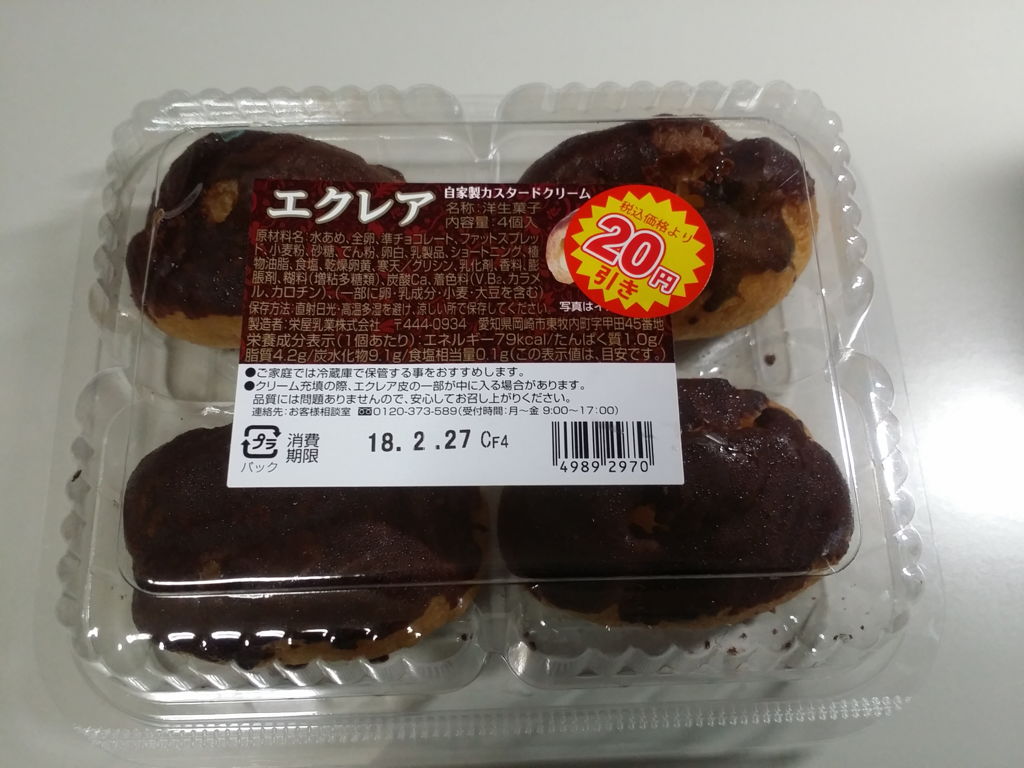 エクレア
自家製カスタードクリーム
名称:洋生菓子
内容量:4個入
税込価格より
20円
引き
原材料名:水あめ、全卵、準チョコレート、ファットスプレッ
ド、小麦粉、砂糖、でん粉、卵白、乳製品、ショートニング、植
物油脂、食塩、乾燥卵黄、寒天/グリシン、乳化剤、香料、膨
脹剤、糊料(増粘多糖類)、炭酸Ca、着色料(V.B₂、カラメ
ル、カロチン)、(一部に卵・乳成分・小麦・大豆を含む)
写真はイ
保存方法:直射日光・高温多湿を避け、涼しい所で保存してください。
製造者:栄屋乳業株式会社 〒444-0934 愛知県岡崎市東牧内町字甲田45番地
栄養成分表示(1個あたり):エネルギー79kcal/たんぱく質1.0g/
脂質4.2g/炭水化物9.1g/食塩相当量0.1g(この表示値は、目安です。)
●ご家庭では冷蔵庫で保管する事をおすすめします。
●クリーム充填の際、エクレア皮の一部が中に入る場合があります。
品質には問題ありませんので、安心してお召し上がりください。
連絡先:お客様相談室 0120-373-589(受付時間:月〜金 9:00〜17:00)
プラ
パック
消費
期限
18.2.27 CF4
4989 2970